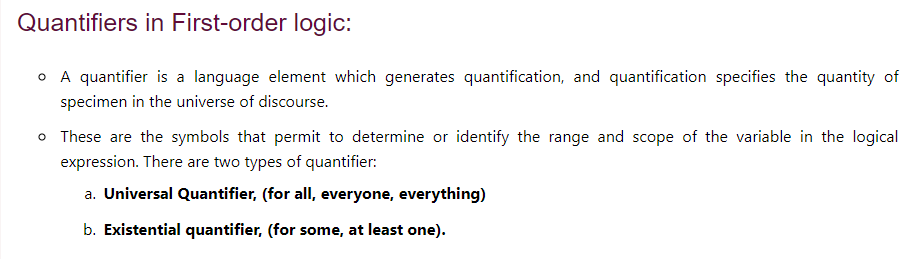 Quantifiers in First-order logic:
A quantifier is a language element which generates quantification, and quantification specifies the quantity of
specimen in the universe of discourse.
These are the symbols that permit to determine or identify the range and scope of the variable in the logical
expression. There are two types of quantifier:
a. Universal Quantifier, (for all, everyone, everything)
b. Existential quantifier, (for some, at least one).